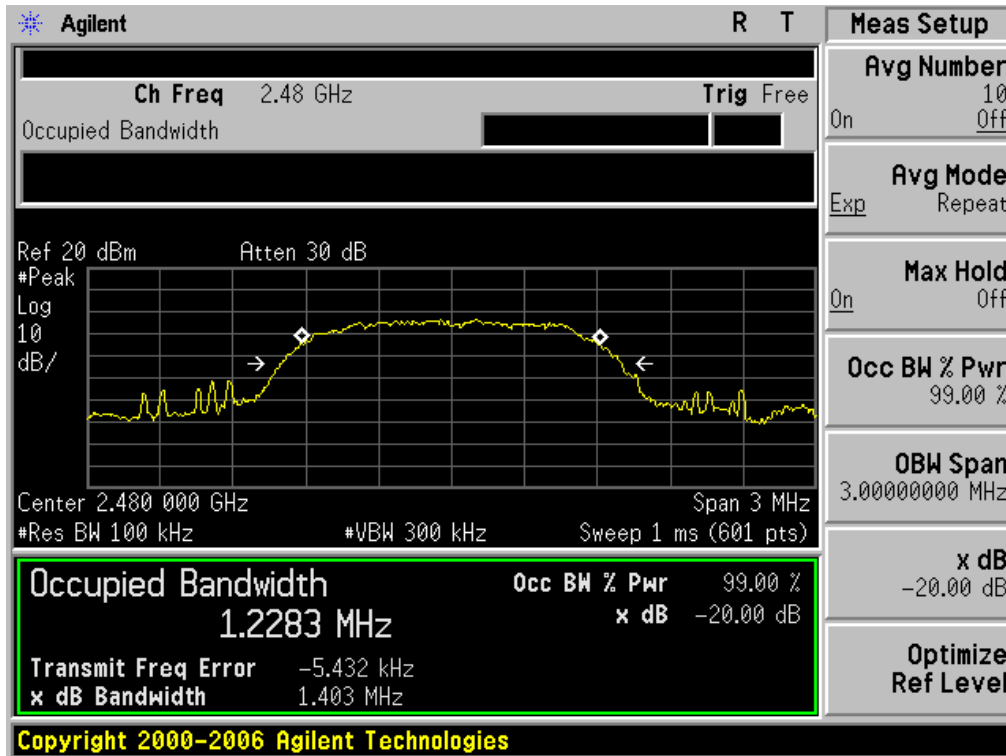 Agilent R T
Meas Setup
Ch Freq 2.48 GHz Trig Free
Occupied Bandwidth
Ref 20 dBm Atten 30 dB
#Peak
Log
10
dB/
Center 2.480 000 GHz Span 3 MHz
#Res BW 100 kHz #VBW 300 kHz Sweep 1 ms (601 pts)
Occupied Bandwidth Occ BW % Pwr 99.00 %
1.2283 MHz x dB -20.00 dB
Transmit Freq Error -5.432 kHz
x dB Bandwidth 1.403 MHz
Avg Number
10
On Off
Avg Mode
Exp Repeat
Max Hold
On Off
Occ BW % Pwr
99.00 %
OBW Span
3.00000000 MHz
x dB
-20.00 dB
Optimize
Ref Level
Copyright 2000-2006 Agilent Technologies